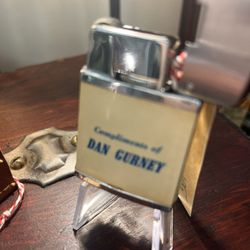 Compliments of
DAN GURNEY